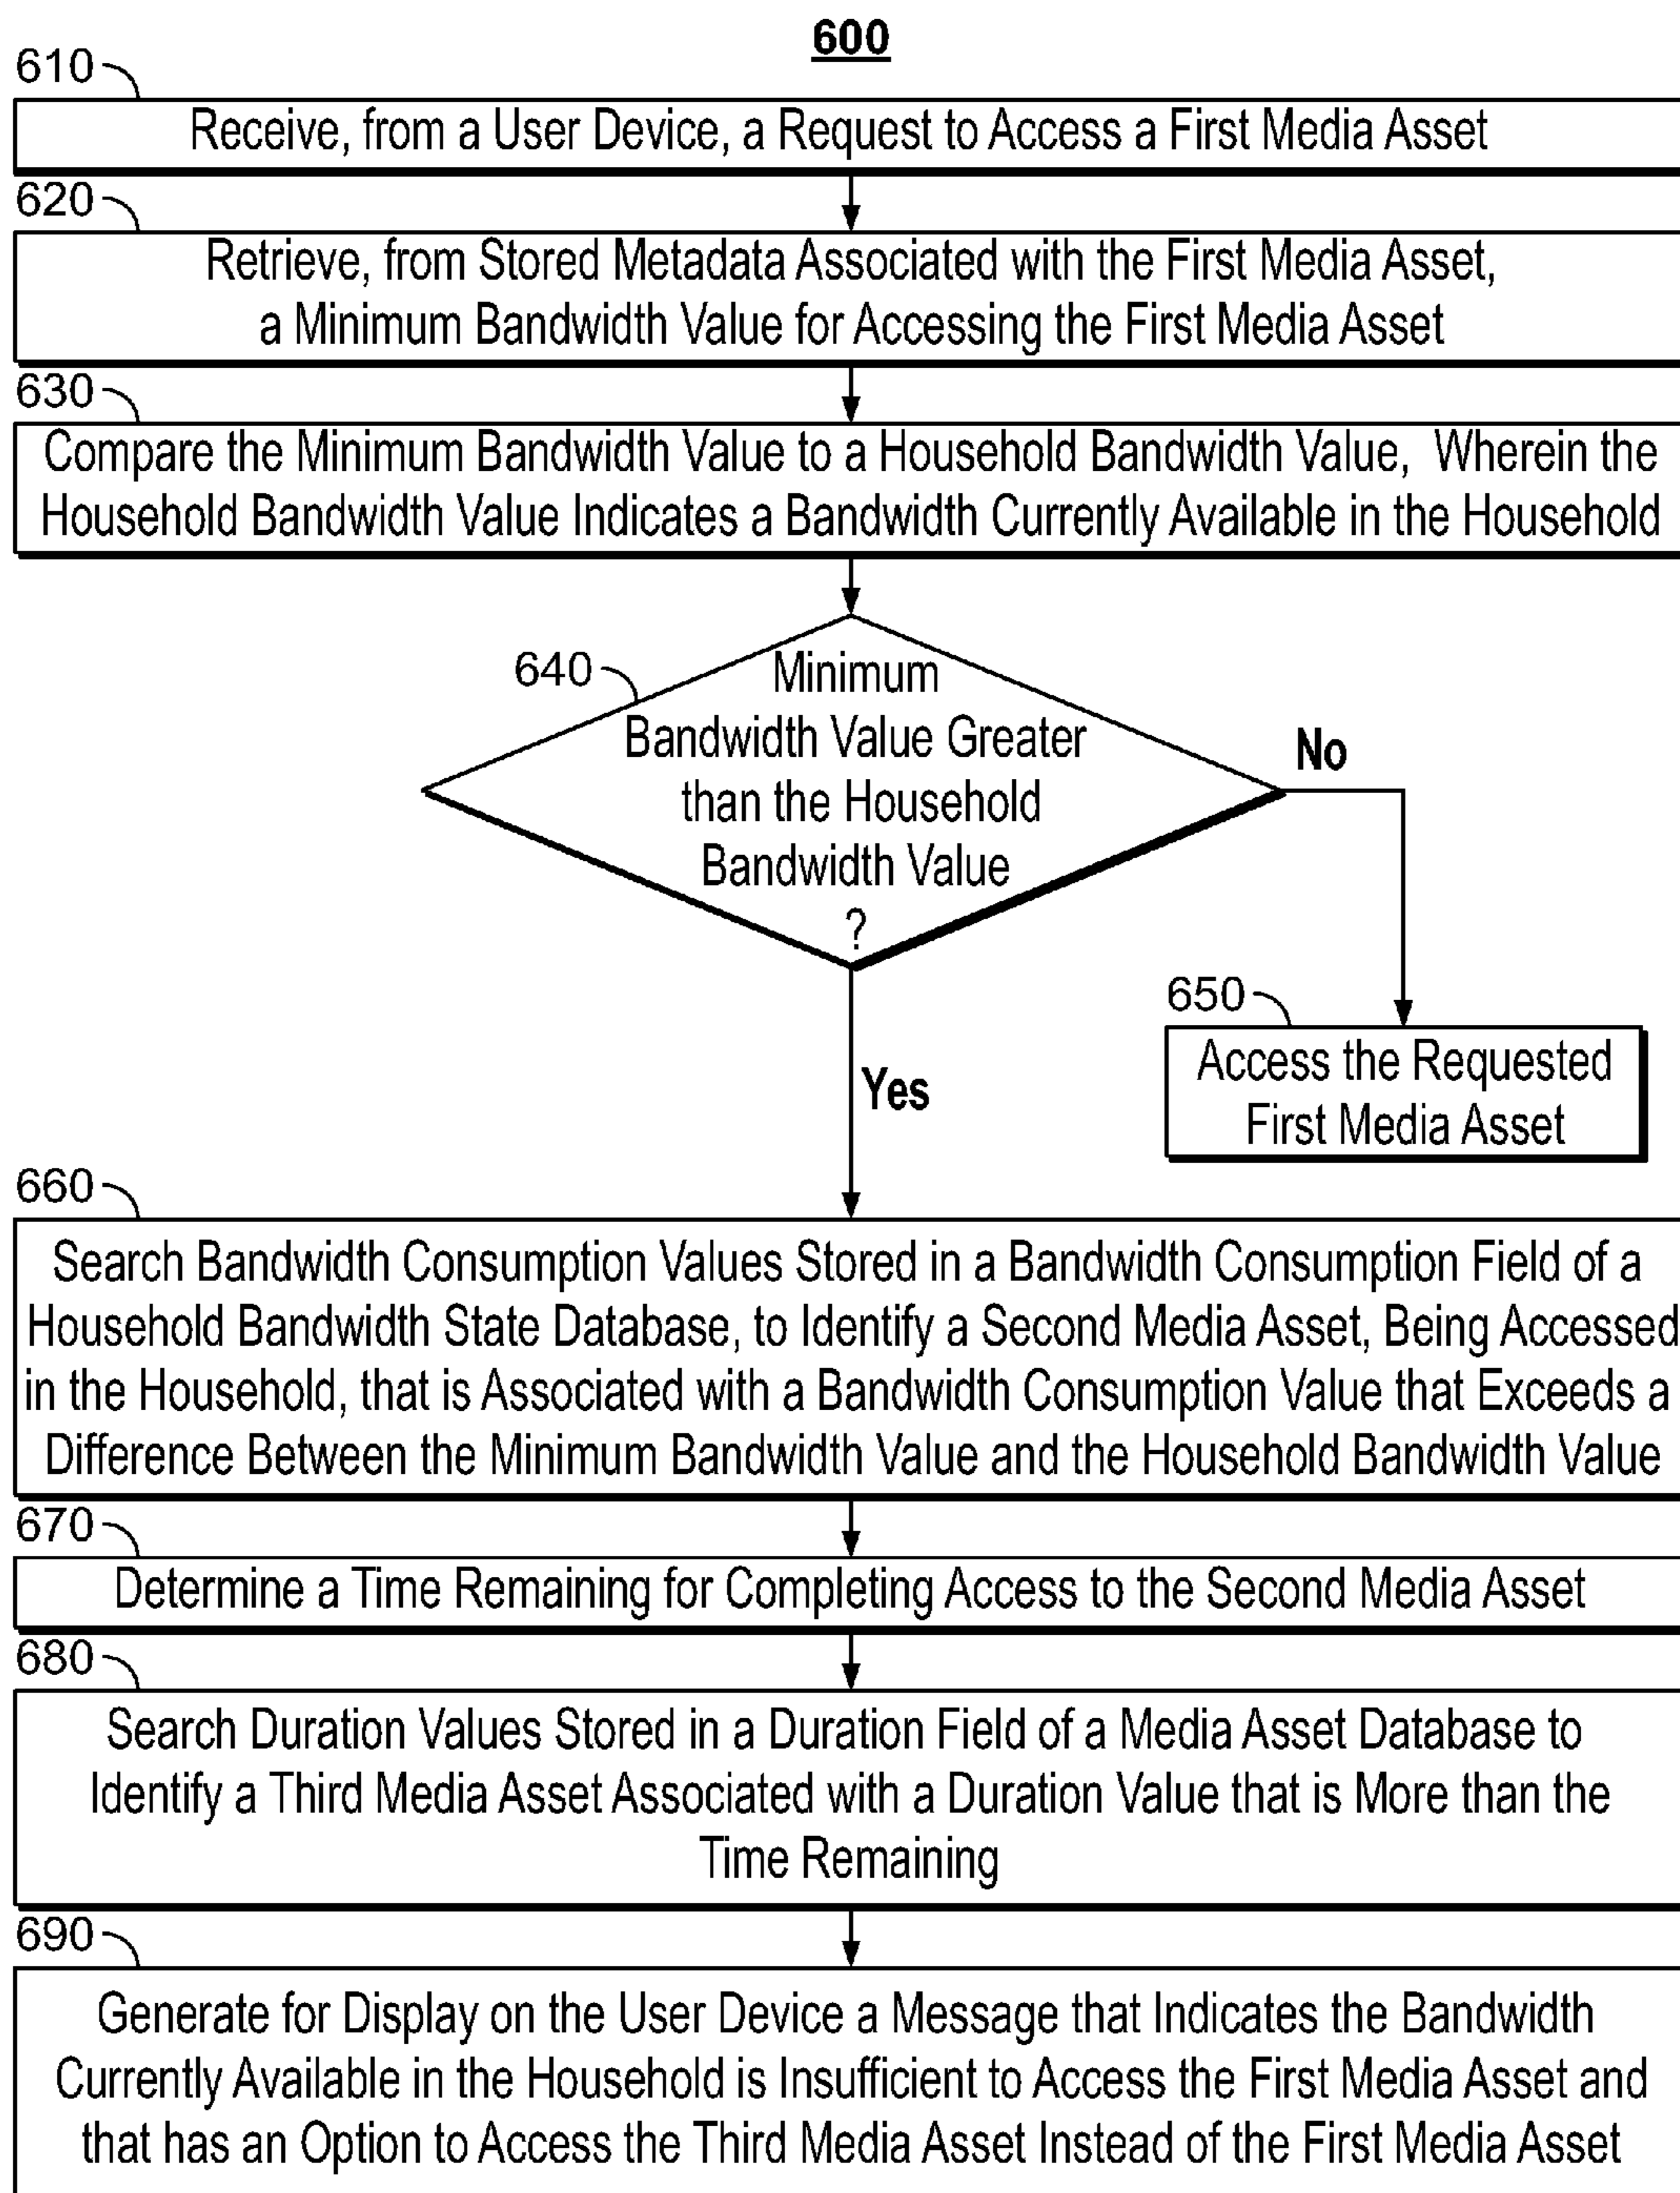 600
610
Receive, from a User Device, a Request to Access a First Media Asset
620
Retrieve, from Stored Metadata Associated with the First Media Asset,
a Minimum Bandwidth Value for Accessing the First Media Asset
630
Compare the Minimum Bandwidth Value to a Household Bandwidth Value, Wherein the
Household Bandwidth Value Indicates a Bandwidth Currently Available in the Household
640
Minimum
Bandwidth Value Greater
than the Household
Bandwidth Value
?
No
650
Access the Requested
First Media Asset
Yes
660
Search Bandwidth Consumption Values Stored in a Bandwidth Consumption Field of a
Household Bandwidth State Database, to Identify a Second Media Asset, Being Accessed
in the Household, that is Associated with a Bandwidth Consumption Value that Exceeds a
Difference Between the Minimum Bandwidth Value and the Household Bandwidth Value
670
Determine a Time Remaining for Completing Access to the Second Media Asset
680
Search Duration Values Stored in a Duration Field of a Media Asset Database to
Identify a Third Media Asset Associated with a Duration Value that is More than the
Time Remaining
690
Generate for Display on the User Device a Message that Indicates the Bandwidth
Currently Available in the Household is Insufficient to Access the First Media Asset and
that has an Option to Access the Third Media Asset Instead of the First Media Asset